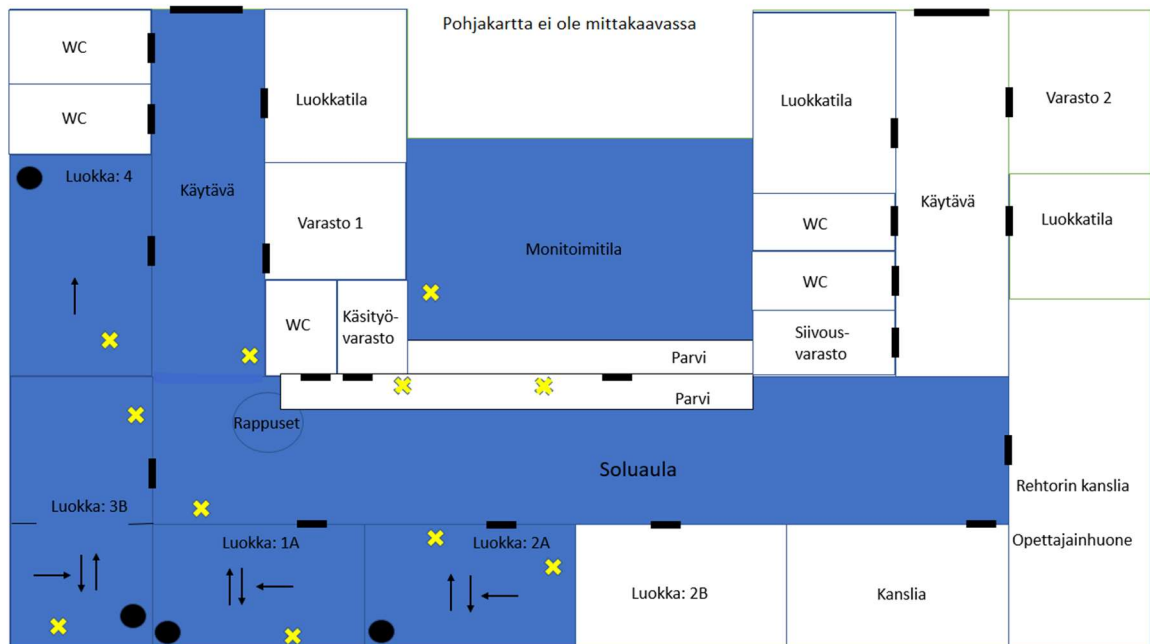 Pohjakartta ei ole mittakaavassa
WC
WC
Luokka: 4
Käytävä
Luokkatila
Varasto 1
WC
Käsityö-
varasto
Monitoimitila
Parvi
Parvi
Luokkatila
WC
WC
Siivous-
varasto
Käytävä
Varasto 2
Luokkatila
Rappuset
Soluaula
Rehtorin kanslia
Opettajainhuone
Luokka: 3B
Luokka: 1A
Luokka: 2A
Luokka: 2B
Kanslia